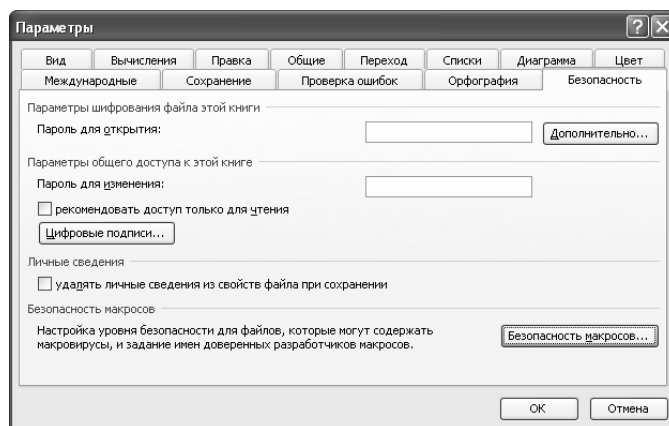 Параметры
Вид Вычисления Правка Общие Переход Списки Диаграмма Цвет
Международные Сохранение Проверка ошибок Орфография Безопасность
Параметры шифрования файла этой книги
Пароль для открытия: Дополнительно...
Параметры общего доступа к этой книге
Пароль для изменения:
рекомендовать доступ только для чтения
Цифровые подписи...
Личные сведения
удалять личные сведения из свойств файла при сохранении
Безопасность макросов
Настройка уровня безопасности для файлов, которые могут содержать
макровирусы, и задание имен доверенных разработчиков макросов.
Безопасность макросов...
ОК Отмена